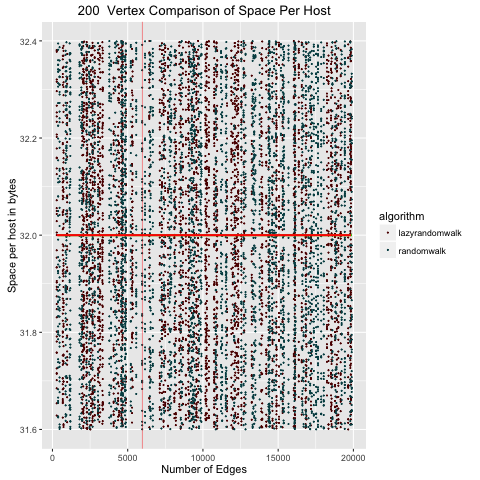 200  Vertex Comparison of Space Per Host
32.4
32.2
32.0
31.8
31.6
Space per host in bytes
0
5000
10000
15000
20000
Number of Edges
algorithm
lazyrandomwalk
randomwalk